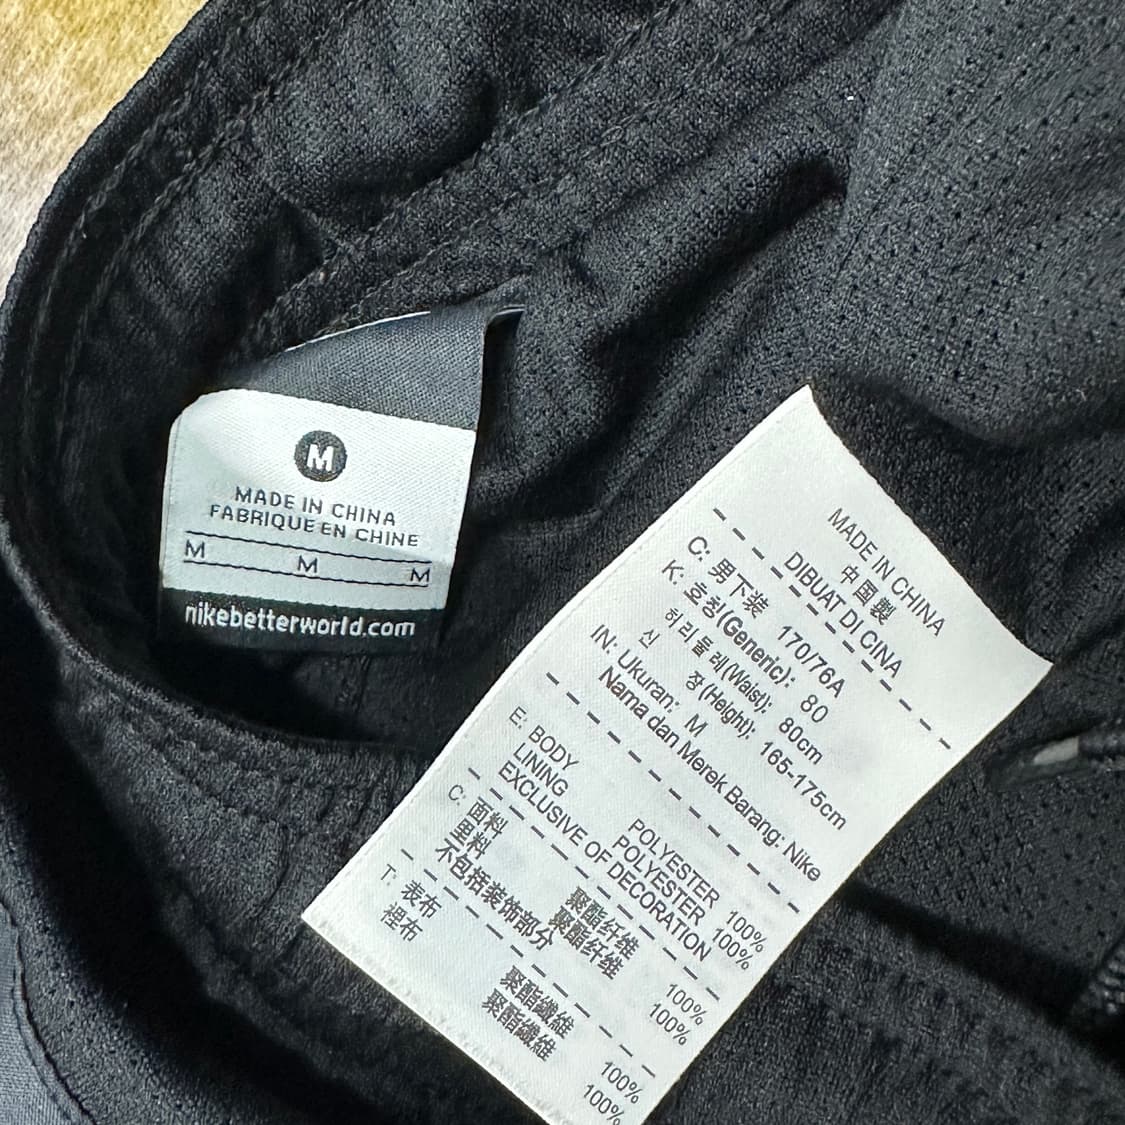 M
MADE IN CHINA
FABRIQUE EN CHINE
M M M
nikebetterworld.com
MADE IN CHINA
中国製
DIBUAT DI CINA
C: 男下装 170/76A
K: 호칭(Generic): 80
허리둘레(Waist): 80cm
신 장(Height): 165-175cm
IN: Ukuran: M
Nama dan Merek Barang: Nike
E: BODY POLYESTER 100%
LINING POLYESTER 100%
EXCLUSIVE OF DECORATION
C: 面料 聚酯纤维 100%
里料 聚酯纤维 100%
不包括装饰部分
T: 表布 聚酯纖維 100%
裡布 聚酯纖維 100%